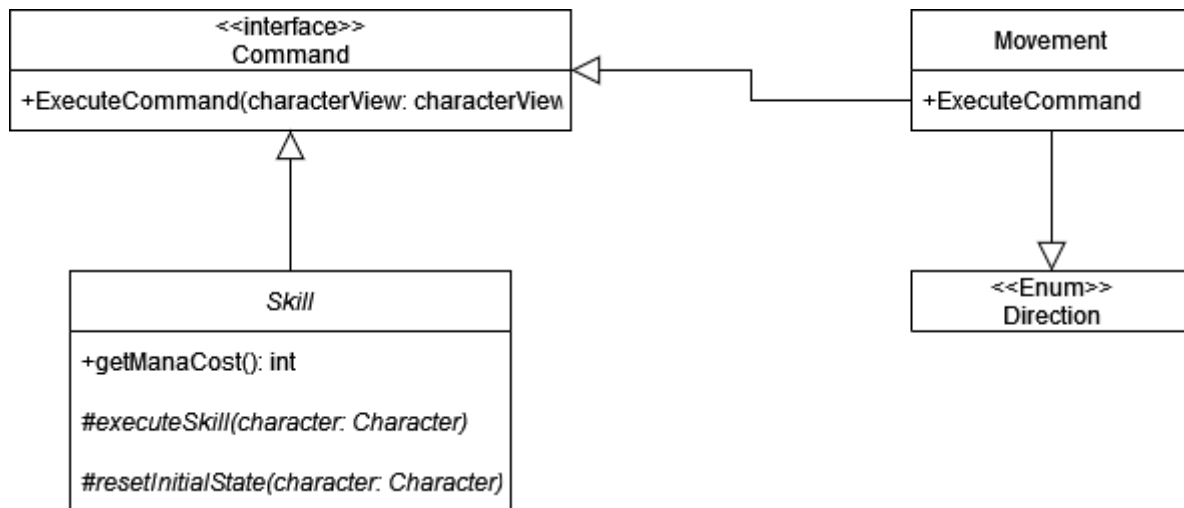 <<interface>>
Command
+ExecuteCommand(characterView: characterView
Movement
+ExecuteCommand
Skill
+getManaCost(): int
#executeSkill(character: Character)
#resetInitialState(character: Character)
<<Enum>>
Direction